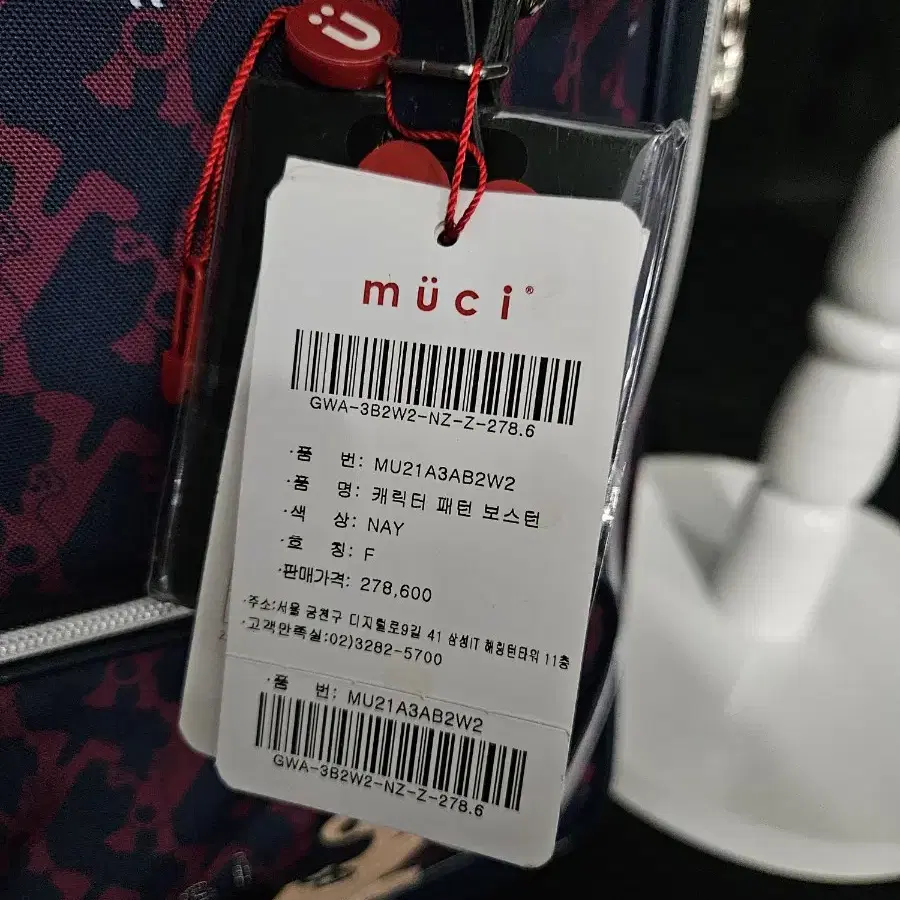 ü
müci®
GWA-3B2W2-NZ-Z-278.6
·품 번: MU21A3AB2W2
·품 명: 캐릭터 패턴 보스턴
·색 상: NAY
·호 칭: F
·판매가격: 278,600
·주소:서울 금천구 디지털로9길 41 삼성IT 해링턴타워 11층
·고객만족실:02)3282-5700
·품 번: MU21A3AB2W2
GWA-3B2W2-NZ-Z-278.6